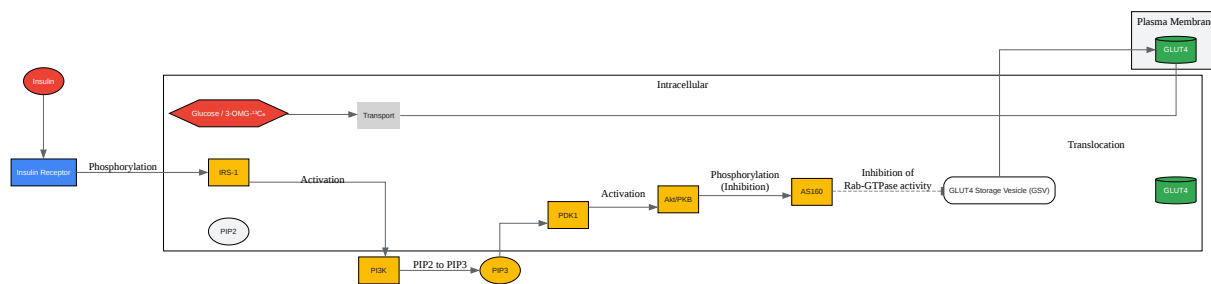 Plasma Membrane
GLUT4
Insulin
Intracellular
Glucose / 3-OMG-¹³C₆
Transport
Translocation
Insulin Receptor
Phosphorylation
IRS-1
Activation
PIP2
PI3K
PIP2 to PIP3
PIP3
PDK1
Activation
Akt/PKB
Phosphorylation
(Inhibition)
AS160
Inhibition of
Rab-GTPase activity
GLUT4 Storage Vesicle (GSV)
GLUT4